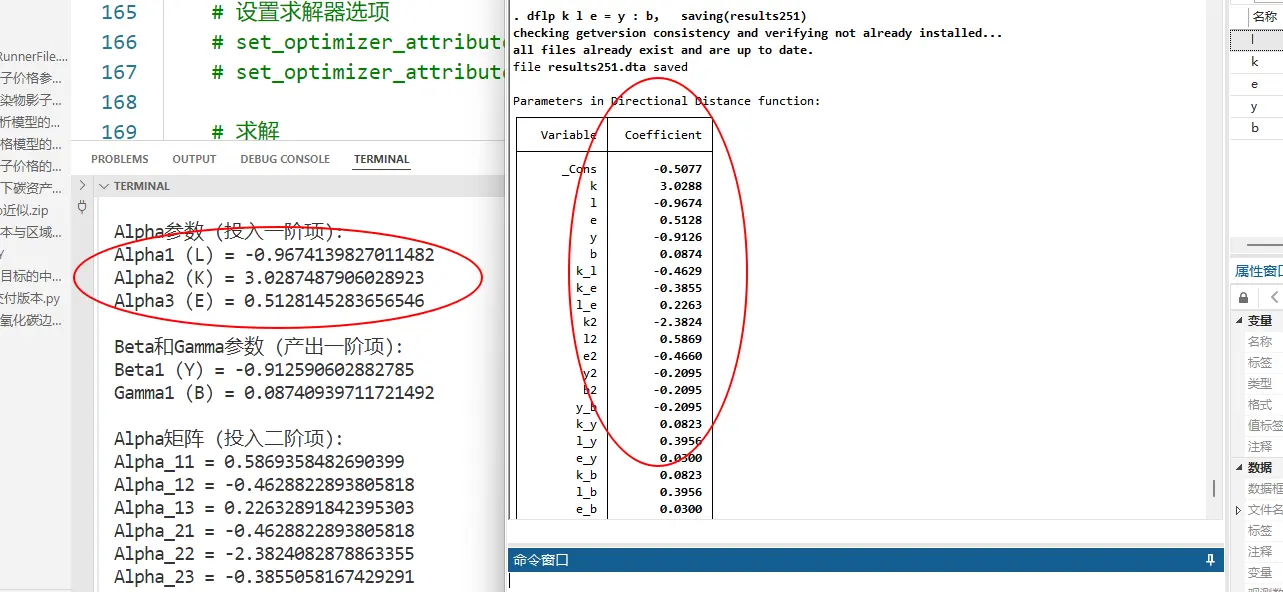 165 # 设置求解器选项
166 # set_optimizer_attribut
167 # set_optimizer_attribut
168
169 # 求解
RunnerFile....
子价格参...
染物影子...
析模型的...
格模型的...
子价格的...
下碳资产...
近似.zip
本与区域...
目标的中...
付版本.py
氧化碳边...
PROBLEMS OUTPUT DEBUG CONSOLE TERMINAL
TERMINAL
Alpha参数 (投入一阶项):
Alpha1 (L) = -0.9674139827011482
Alpha2 (K) = 3.0287487906028923
Alpha3 (E) = 0.5128145283656546
Beta和Gamma参数 (产出一阶项):
Beta1 (Y) = -0.912590602882785
Gamma1 (B) = 0.08740939711721492
Alpha矩阵 (投入二阶项):
Alpha_11 = 0.5869358482690399
Alpha_12 = -0.4628822893805818
Alpha_13 = 0.22632891842395303
Alpha_21 = -0.4628822893805818
Alpha_22 = -2.3824082878863355
Alpha_23 = -0.3855058167429291
. dflp k l e = y : b, saving(results251)
checking getversion consistency and verifying not already installed...
all files already exist and are up to date.
file results251.dta saved
Parameters in Directional Distance function:
Variable Coefficient
_Cons -0.5077
k 3.0288
l -0.9674
e 0.5128
y -0.9126
b 0.0874
k_l -0.4629
k_e -0.3855
l_e 0.2263
k2 -2.3824
l2 0.5869
e2 -0.4660
y2 -0.2095
b2 -0.2095
y_b -0.2095
k_y 0.0823
l_y 0.3956
e_y 0.0300
k_b 0.0823
l_b 0.3956
e_b 0.0300
命令窗口
名称
l
k
e
y
b
属性窗口
变量
名称
标签
类型
格式
值标签
注释
数据
数据框
文件名
标签
注释
变量